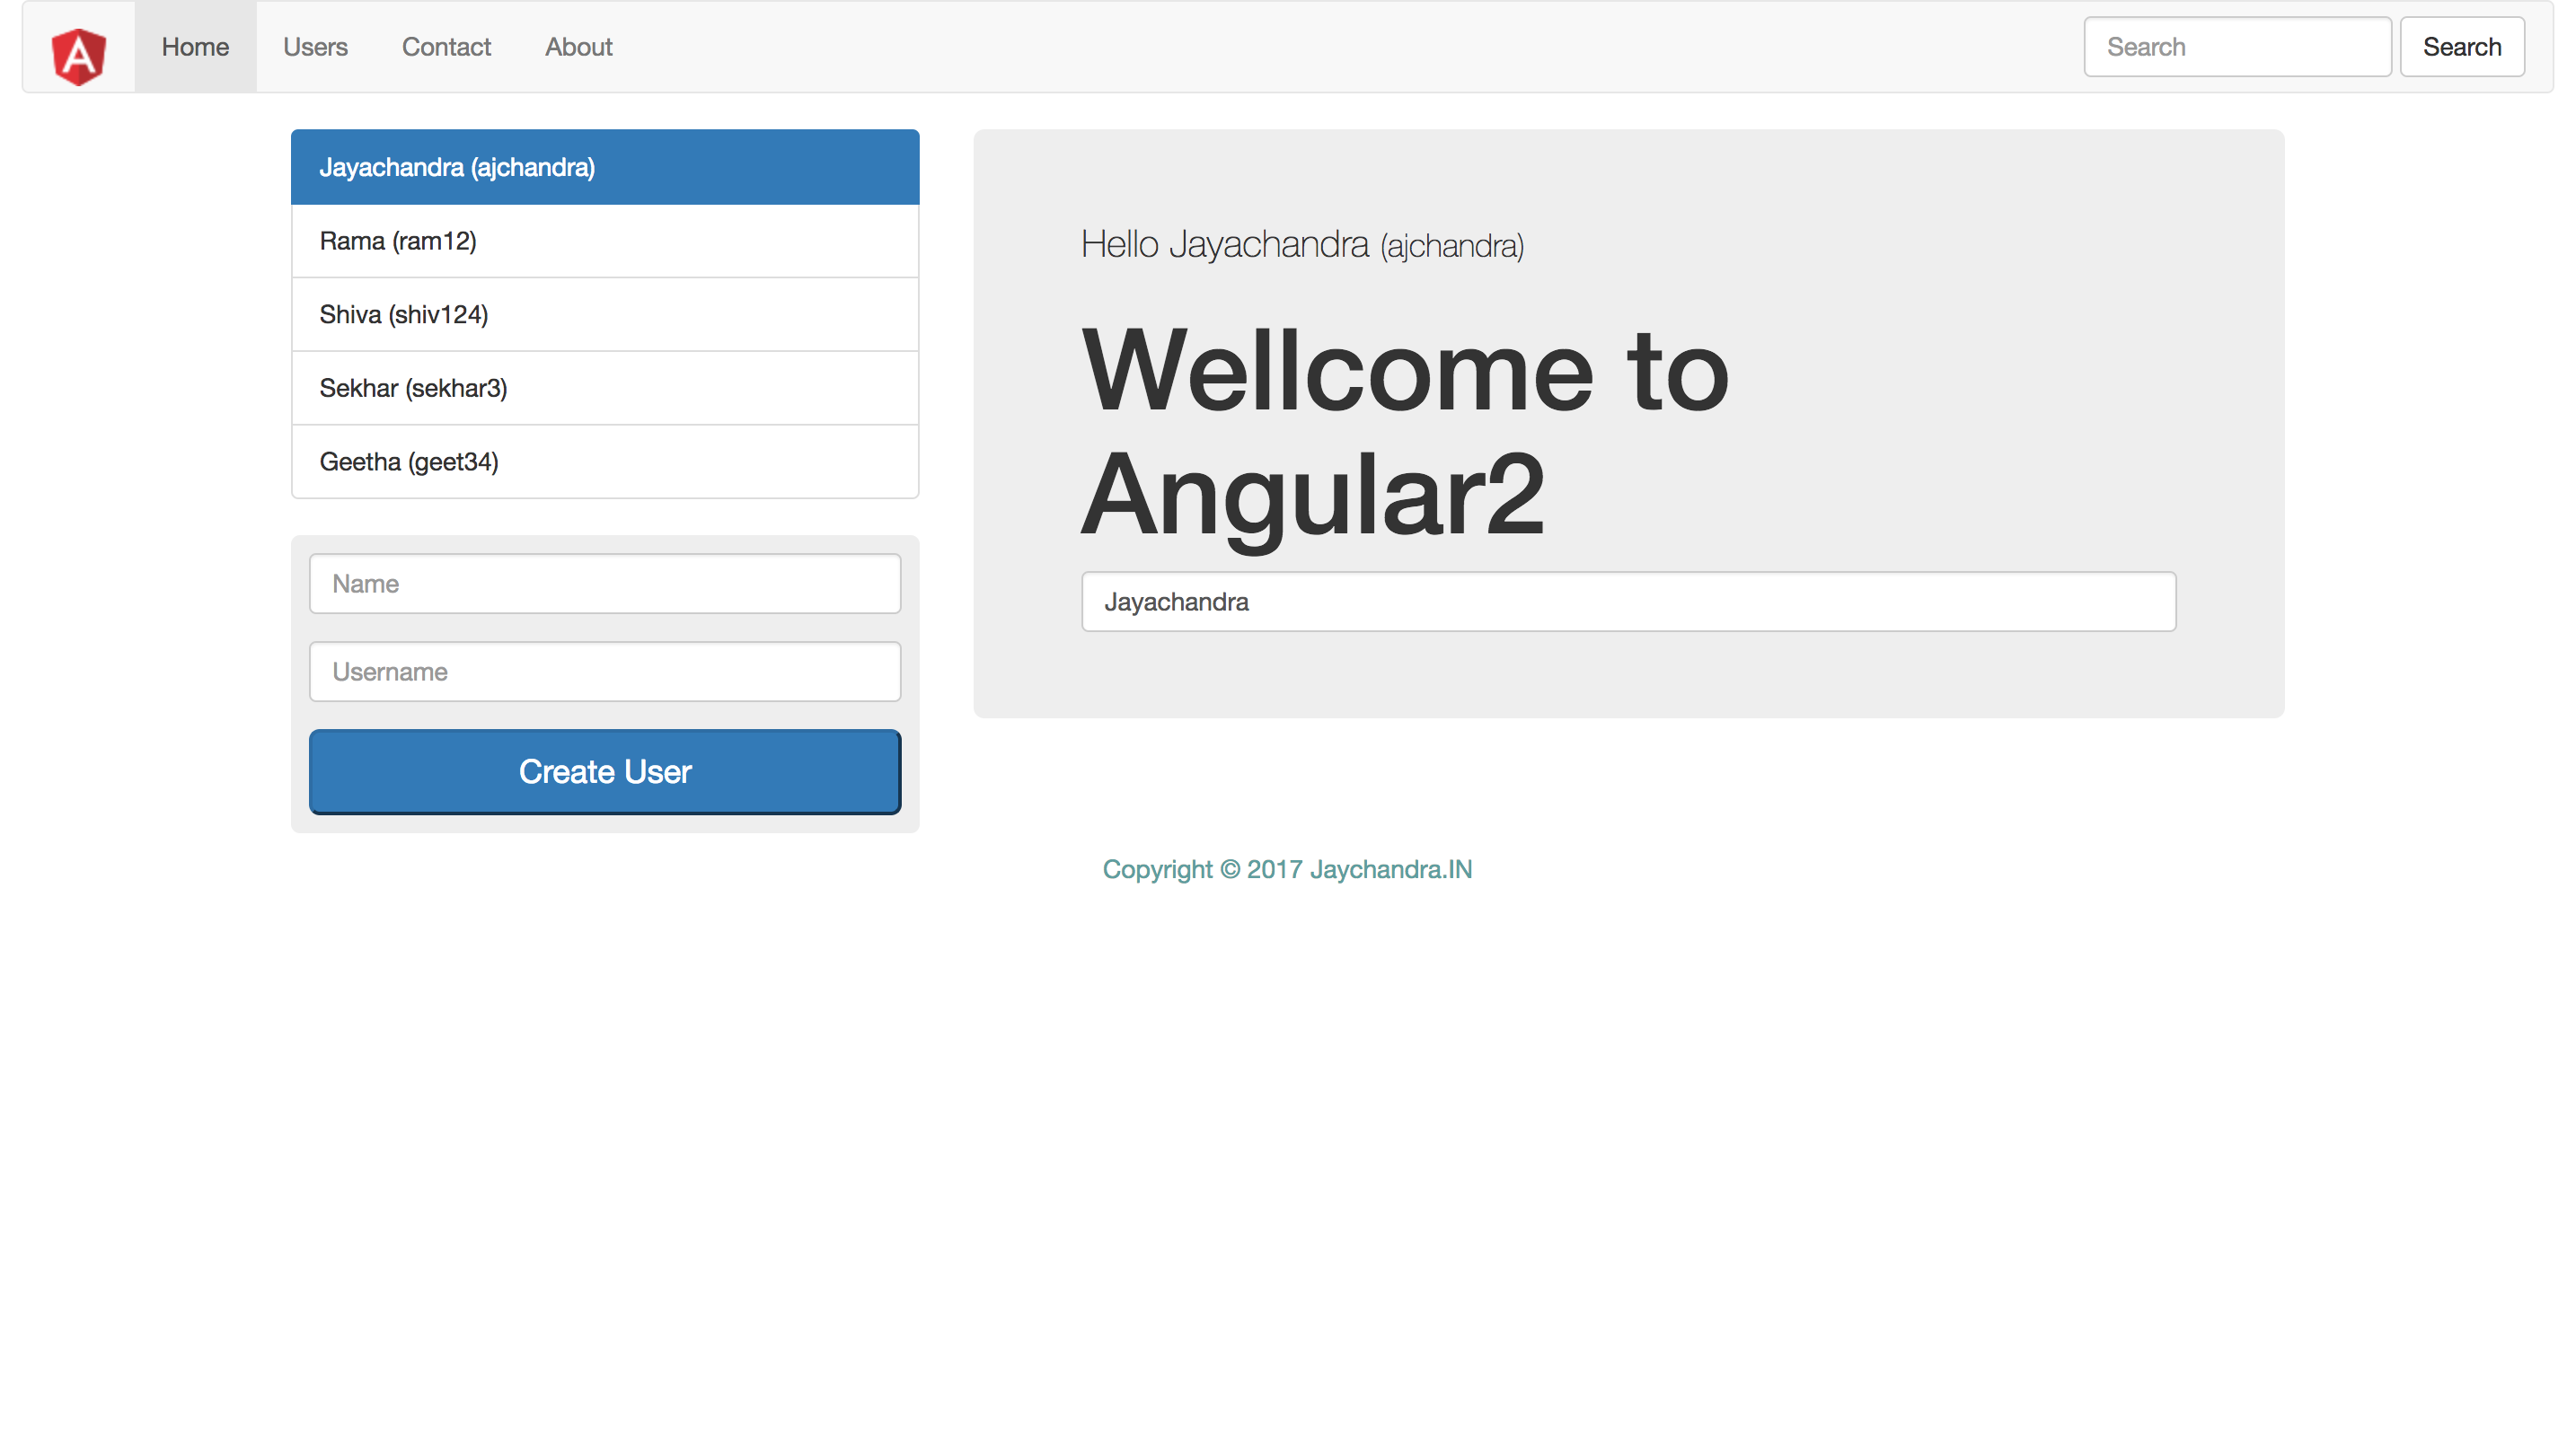 A
Home Users Contact About Search Search
Jayachandra (ajchandra)
Rama (ram12)
Shiva (shiv124)
Sekhar (sekhar3)
Geetha (geet34)
Name
Username
Create User
Hello Jayachandra (ajchandra)
Wellcome to
Angular2
Jayachandra
Copyright © 2017 Jaychandra.IN